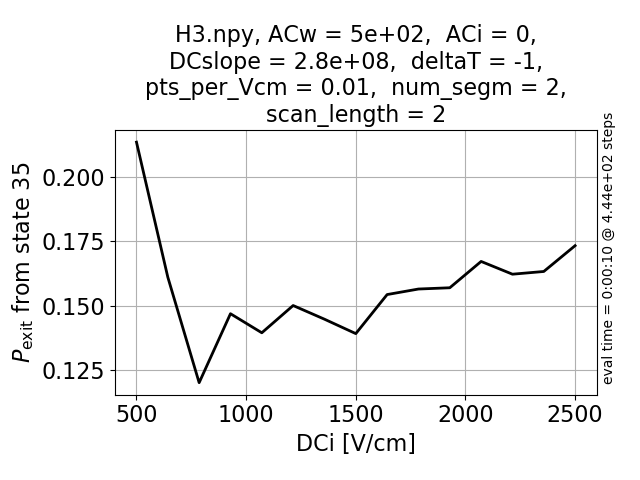 H3.npy, ACw = 5e+02,  ACi = 0,
DCslope = 2.8e+08,  deltaT = -1,
pts_per_Vcm = 0.01,  num_segm = 2,
scan_length = 2
0.200
0.175
0.150
0.125
P_exit from state 35
500
1000
1500
2000
2500
DCi [V/cm]
eval time = 0:00:10 @ 4.44e+02 steps